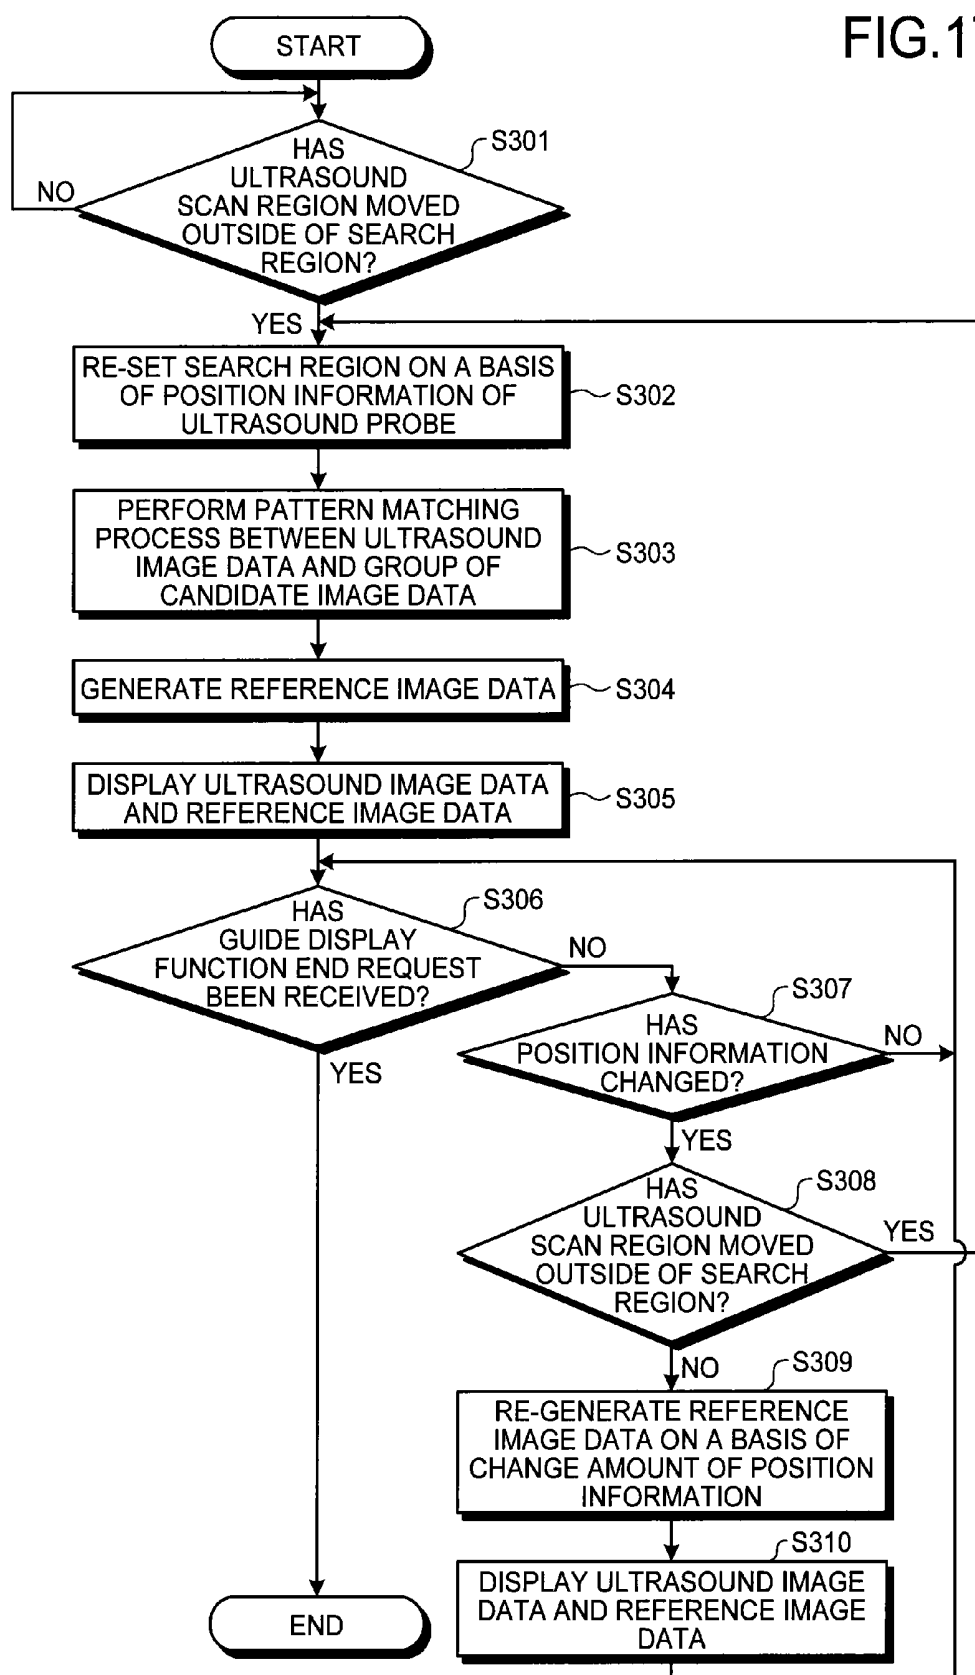 FIG.17
START
S301
HAS
ULTRASOUND
SCAN REGION MOVED
OUTSIDE OF SEARCH
REGION?
NO
YES
RE-SET SEARCH REGION ON A BASIS
OF POSITION INFORMATION OF
ULTRASOUND PROBE
S302
PERFORM PATTERN MATCHING
PROCESS BETWEEN ULTRASOUND
IMAGE DATA AND GROUP OF
CANDIDATE IMAGE DATA
S303
GENERATE REFERENCE IMAGE DATA
S304
DISPLAY ULTRASOUND IMAGE DATA
AND REFERENCE IMAGE DATA
S305
S306
HAS
GUIDE DISPLAY
FUNCTION END REQUEST
BEEN RECEIVED?
NO
YES
S307
HAS
POSITION INFORMATION
CHANGED?
NO
YES
S308
HAS
ULTRASOUND
SCAN REGION MOVED
OUTSIDE OF SEARCH
REGION?
YES
NO
S309
RE-GENERATE REFERENCE
IMAGE DATA ON A BASIS OF
CHANGE AMOUNT OF POSITION
INFORMATION
S310
DISPLAY ULTRASOUND IMAGE
DATA AND REFERENCE IMAGE
DATA
END